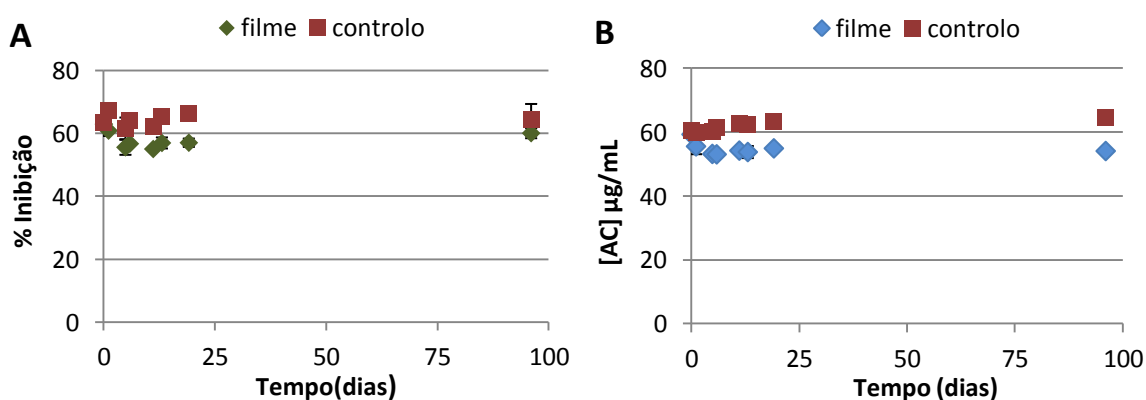 A
filme controlo
80
60
40
20
0
% Inibição
0 25 50 75 100
Tempo(dias)
B
filme controlo
80
60
40
20
0
[AC] µg/mL
0 25 50 75 100
Tempo (dias)